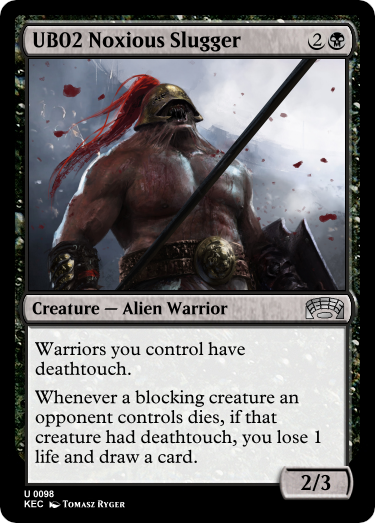 UB02 Noxious Slugger 2
Creature — Alien Warrior
Warriors you control have
deathtouch.
Whenever a blocking creature an
opponent controls dies, if that
creature had deathtouch, you lose 1
life and draw a card.
2/3
U 0098
KEC Tomasz Ryger